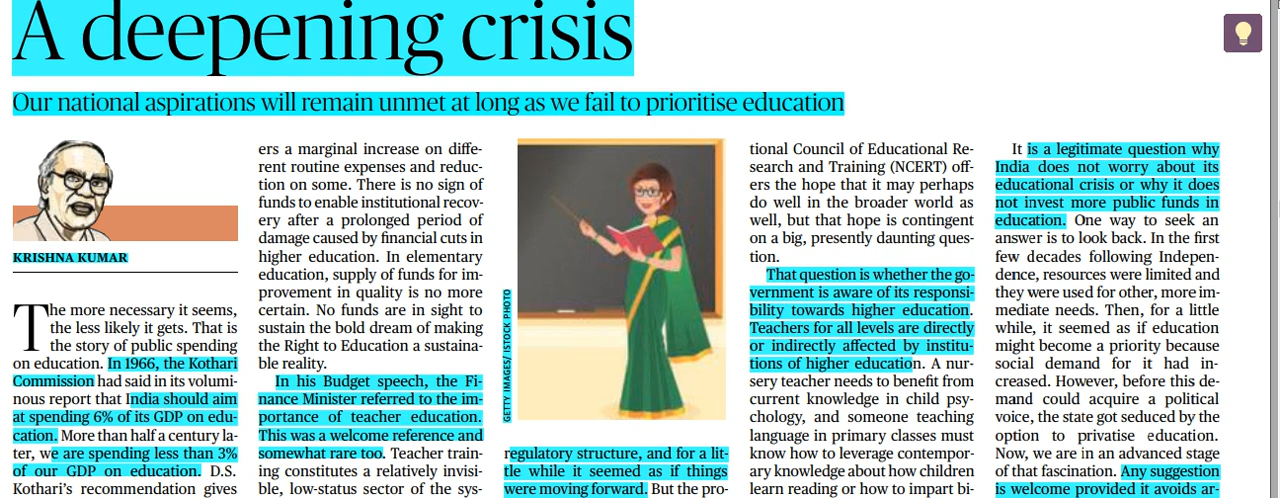 A deepening crisis
Our national aspirations will remain unmet at long as we fail to prioritise education
KRISHNA KUMAR
The more necessary it seems,
the less likely it gets. That is
the story of public spending
on education. In 1966, the Kothari
Commission had said in its volumi-
nous report that India should aim
at spending 6% of its GDP on edu-
cation. More than half a century la-
ter, we are spending less than 3%
of our GDP on education. D.S.
Kothari's recommendation gives
ers a marginal increase on diffe-
rent routine expenses and reduc-
tion on some. There is no sign of
funds to enable institutional recov-
ery after a prolonged period of
damage caused by financial cuts in
higher education. In elementary
education, supply of funds for im-
provement in quality is no more
certain. No funds are in sight to
sustain the bold dream of making
the Right to Education a sustaina-
ble reality.
In his Budget speech, the Fi-
nance Minister referred to the im-
portance of teacher education.
This was a welcome reference and
somewhat rare too. Teacher train-
ing constitutes a relatively invisi-
ble, low-status sector of the sys-
GETTY IMAGES/ ISTOCK PHOTO
regulatory structure, and for a lit-
tle while it seemed as if things
were moving forward. But the pro-
tional Council of Educational Re-
search and Training (NCERT) off-
ers the hope that it may perhaps
do well in the broader world as
well, but that hope is contingent
on a big, presently daunting ques-
tion.
That question is whether the go-
vernment is aware of its responsi-
bility towards higher education.
Teachers for all levels are directly
or indirectly affected by institu-
tions of higher education. A nur-
sery teacher needs to benefit from
current knowledge in child psy-
chology, and someone teaching
language in primary classes must
know how to leverage contempor-
ary knowledge about how children
learn reading or how to impart bi-
It is a legitimate question why
India does not worry about its
educational crisis or why it does
not invest more public funds in
education. One way to seek an
answer is to look back. In the first
few decades following Indepen-
dence, resources were limited and
they were used for other, more im-
mediate needs. Then, for a little
while, it seemed as if education
might become a priority because
social demand for it had in-
creased. However, before this de-
mand could acquire a political
voice, the state got seduced by the
option to privatise education.
Now, we are in an advanced stage
of that fascination. Any suggestion
is welcome provided it avoids ar-